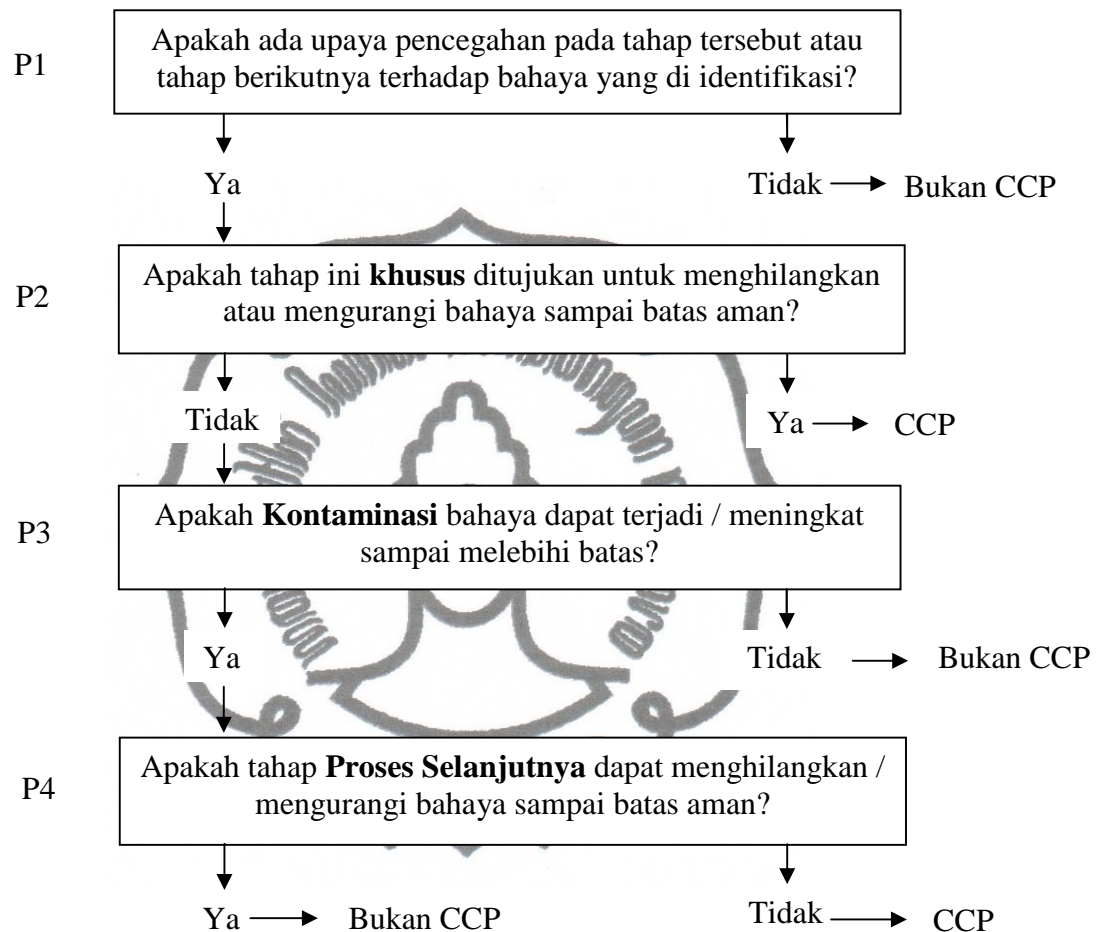 P1
Apakah ada upaya pencegahan pada tahap tersebut atau
tahap berikutnya terhadap bahaya yang di identifikasi?
Ya
Tidak Bukan CCP
P2
Apakah tahap ini khusus ditujukan untuk menghilangkan
atau mengurangi bahaya sampai batas aman?
Tidak
Ya CCP
P3
Apakah Kontaminasi bahaya dapat terjadi / meningkat
sampai melebihi batas?
Ya
Tidak Bukan CCP
P4
Apakah tahap Proses Selanjutnya dapat menghilangkan /
mengurangi bahaya sampai batas aman?
Ya Bukan CCP
Tidak CCP